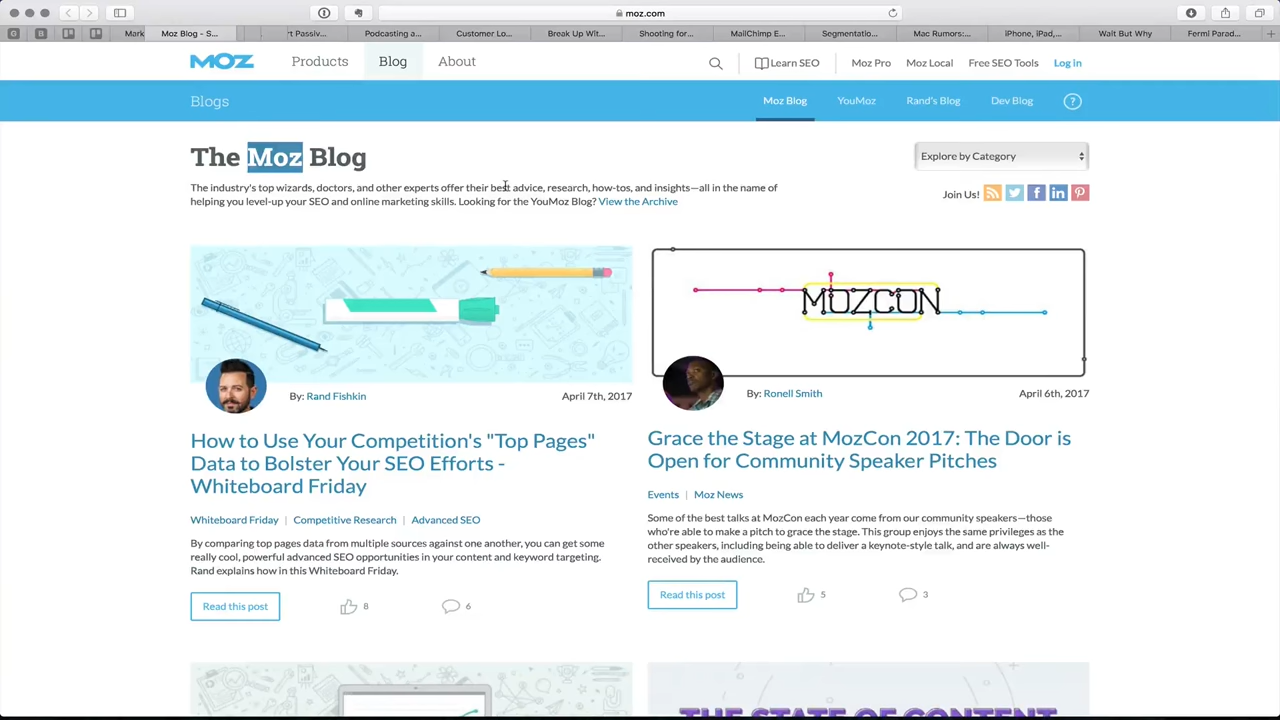 moz.com
Mark
Moz Blog - S...
rt Passiv...
Podcasting a...
Customer Lo...
Break Up Wit...
Shooting for...
MailChimp E...
Segmentatio...
Mac Rumors:...
iPhone, iPad,...
Wait But Why
Fermi Parad...
MOZ
Products
Blog
About
Learn SEO
Moz Pro
Moz Local
Free SEO Tools
Log in
Blogs
Moz Blog
YouMoz
Rand's Blog
Dev Blog
?
The Moz Blog
Explore by Category
The industry's top wizards, doctors, and other experts offer their best advice, research, how-tos, and insights—all in the name of
helping you level-up your SEO and online marketing skills. Looking for the YouMoz Blog? View the Archive
Join Us!
MOZCON
By: Rand Fishkin
April 7th, 2017
How to Use Your Competition's "Top Pages"
Data to Bolster Your SEO Efforts -
Whiteboard Friday
Whiteboard Friday | Competitive Research | Advanced SEO
By comparing top pages data from multiple sources against one another, you can get some
really cool, powerful advanced SEO opportunities in your content and keyword targeting.
Rand explains how in this Whiteboard Friday.
Read this post
8
6
By: Ronell Smith
April 6th, 2017
Grace the Stage at MozCon 2017: The Door is
Open for Community Speaker Pitches
Events | Moz News
Some of the best talks at MozCon each year come from our community speakers—those
who're able to make a pitch to grace the stage. This group enjoys the same privileges as the
other speakers, including being able to deliver a keynote-style talk, and are always well-
received by the audience.
Read this post
5
3
THE STATE OF CONTENT